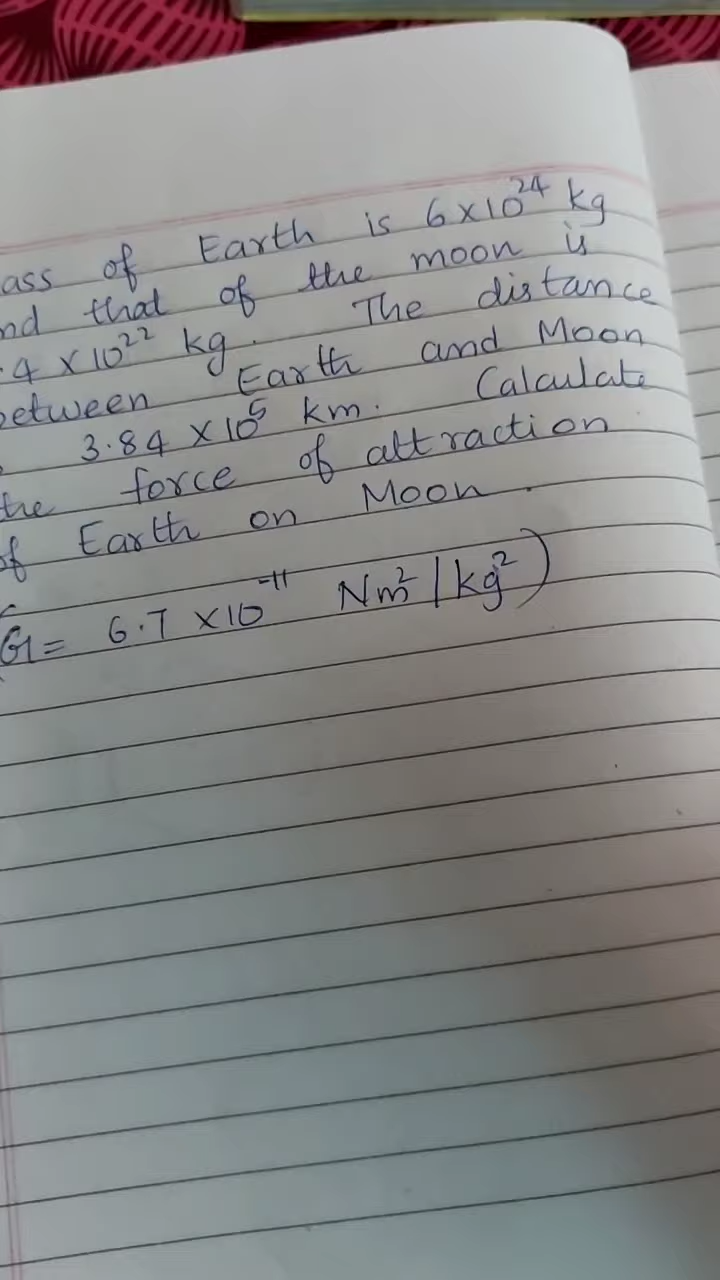 ass of Earth is 6×10²⁴ kg
nd that of the moon is
.4 × 10²² kg. The distance
between Earth and Moon
3.84 ×10⁵ km. Calculate
the force of attraction
of Earth on Moon.
G = 6.7 ×10⁻¹¹ Nm²/kg²)